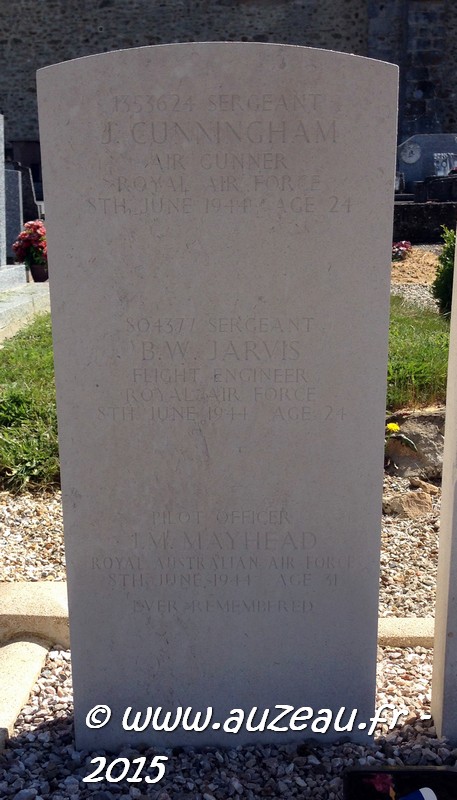 1353624 SERGEANT
J. CUNNINGHAM
AIR GUNNER
ROYAL AIR FORCE
8TH JUNE 1944 AGE 24
804377 SERGEANT
B.W. JARVIS
FLIGHT ENGINEER
ROYAL AIR FORCE
8TH JUNE 1944 AGE 24
PILOT OFFICER
J.M. MAYHEAD
ROYAL AUSTRALIAN AIR FORCE
8TH JUNE 1944 AGE 31
EVER REMEMBERED
© www.auzeau.fr -
2015